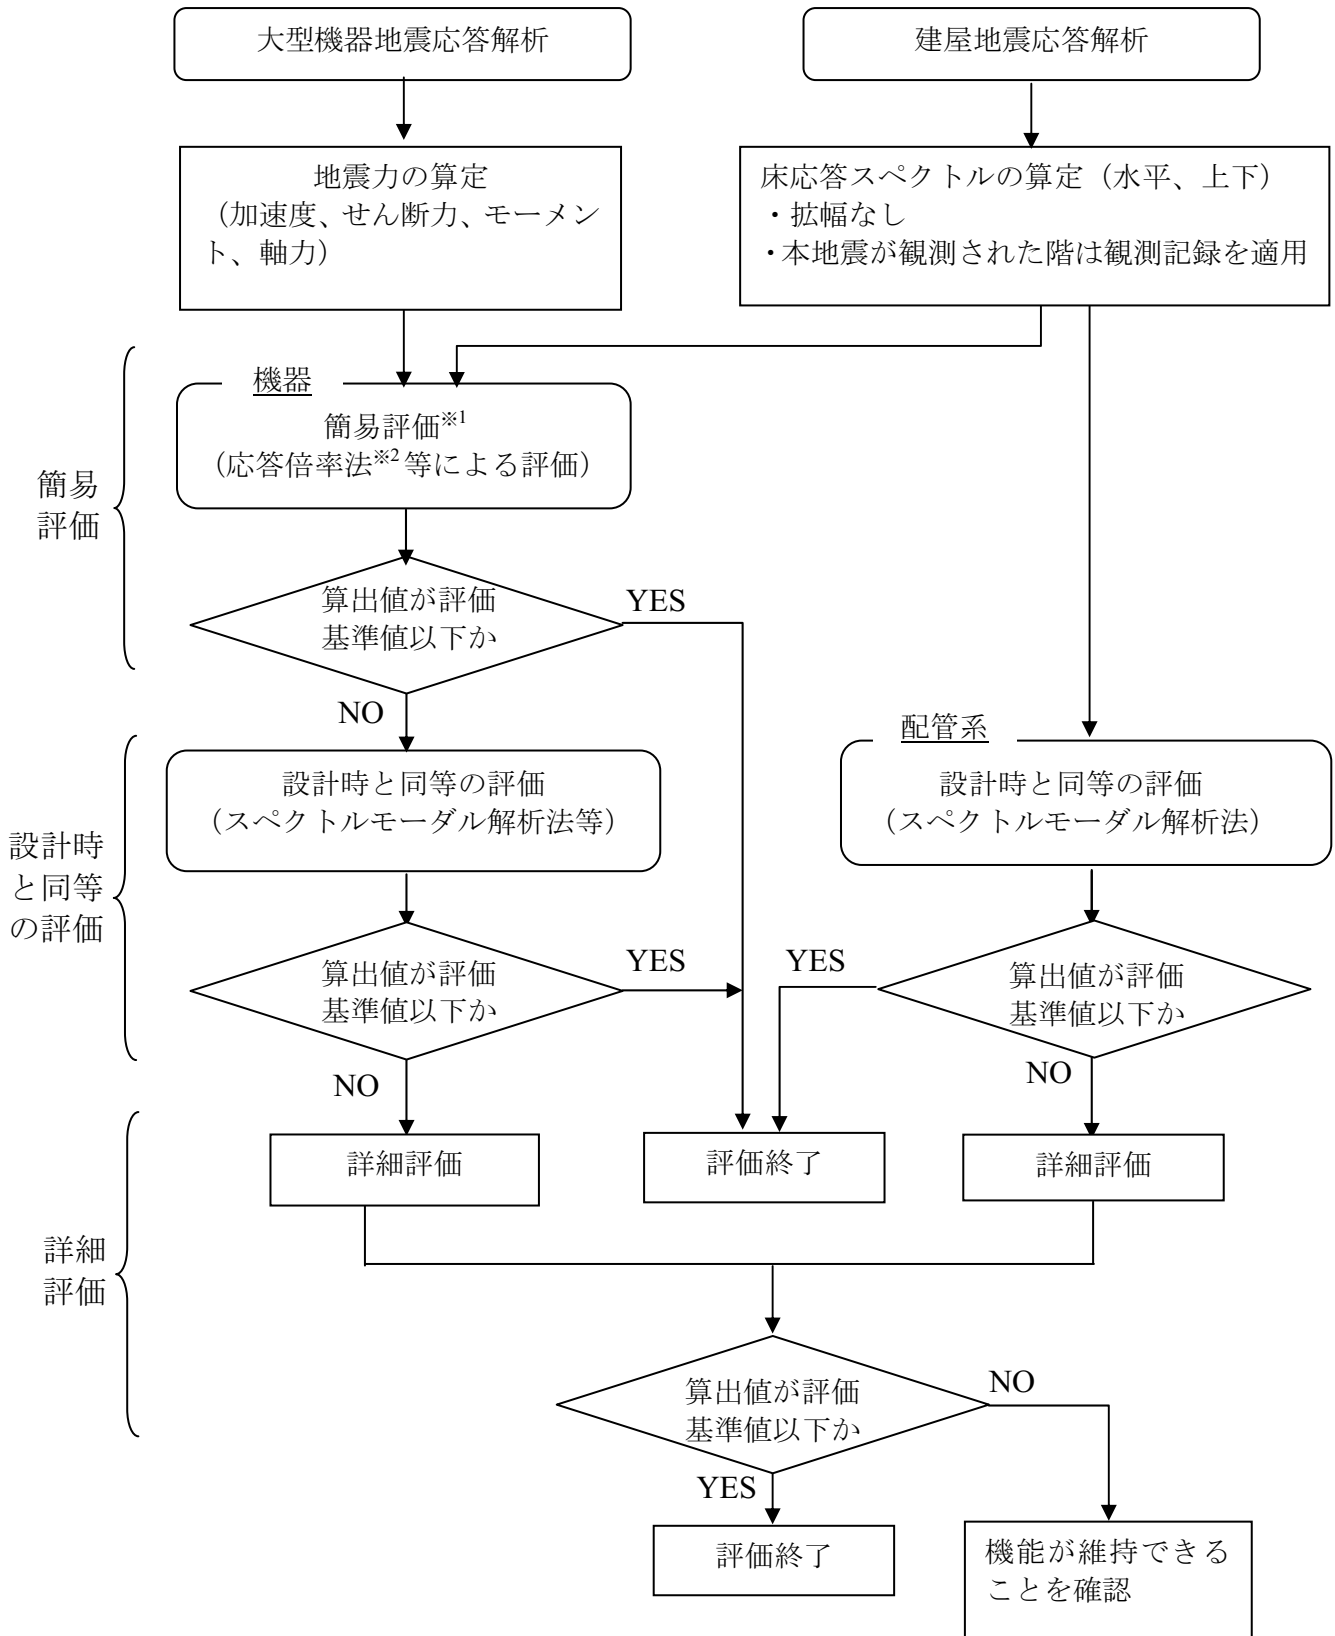 大型機器地震応答解析
建屋地震応答解析
地震力の算定
(加速度、せん断力、モーメン
ト、軸力)
床応答スペクトルの算定(水平、上下)
・拡幅なし
・本地震が観測された階は観測記録を適用
簡易
評価
機器
簡易評価※1
(応答倍率法※2等による評価)
算出値が評価
基準値以下か
YES
NO
設計時
と同等
の評価
設計時と同等の評価
(スペクトルモーダル解析法等)
配管系
設計時と同等の評価
(スペクトルモーダル解析法)
算出値が評価
基準値以下か
YES
NO
YES
算出値が評価
基準値以下か
NO
詳細
評価
詳細評価
評価終了
詳細評価
算出値が評価
基準値以下か
NO
YES
評価終了
機能が維持できる
ことを確認